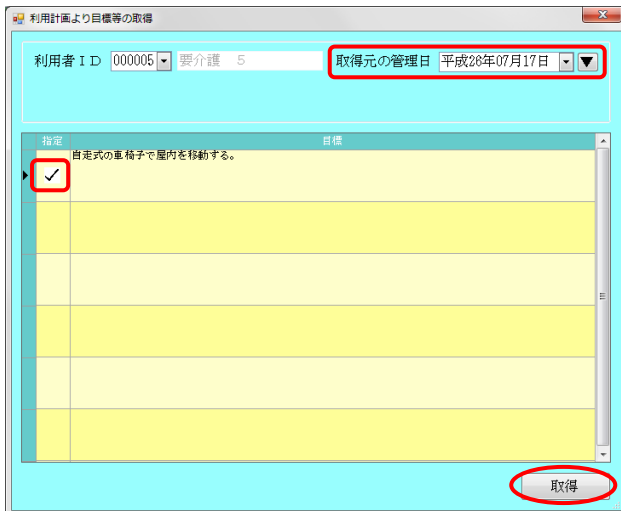 利用計画より目標等の取得
利用者ID 000005 要介護 5 取得元の管理日 平成28年07月17日
指定 目標
自走式の車椅子で屋内を移動する。
取得